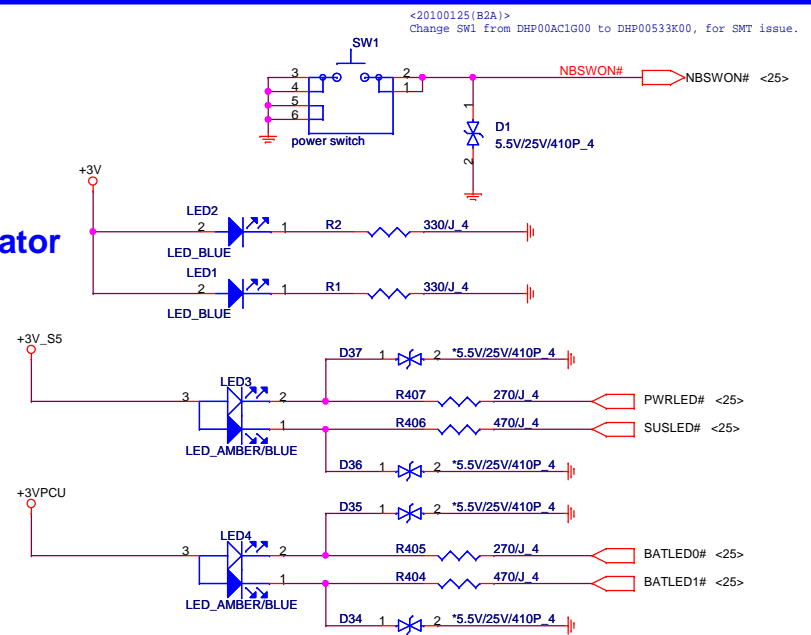 <20100125(B2A)>
Change SW1 from DHP00AC1G00 to DHP00533K00, for SMT issue.
SW1
3 2 NBSWON# NBSWON# <25>
4 1
5
6
power switch
1
D1
5.5V/25V/410P_4
2
+3V
LED2
2 1 R2 330/J_4
LED_BLUE
ator
LED1
2 1 R1 330/J_4
LED_BLUE
+3V_S5
D37 1 2 *5.5V/25V/410P_4
LED3
3 2 R407 270/J_4 PWRLED# <25>
1 R406 470/J_4 SUSLED# <25>
LED_AMBER/BLUE
D36 1 2 *5.5V/25V/410P_4
+3VPCU
D35 1 2 *5.5V/25V/410P_4
LED4
3 2 R405 270/J_4 BATLED0# <25>
1 R404 470/J_4 BATLED1# <25>
LED_AMBER/BLUE
D34 1 2 *5.5V/25V/410P_4